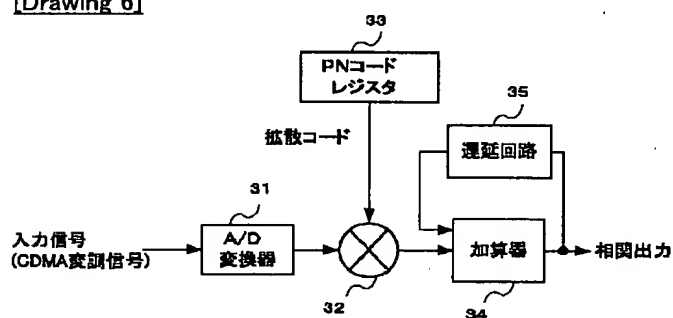 [Drawing 6]
33
PNコード
レジスタ
35
遅延回路
拡散コード
31
入力信号
(CDMA変調信号)
A/D
変換器
32
加算器
34
相関出力